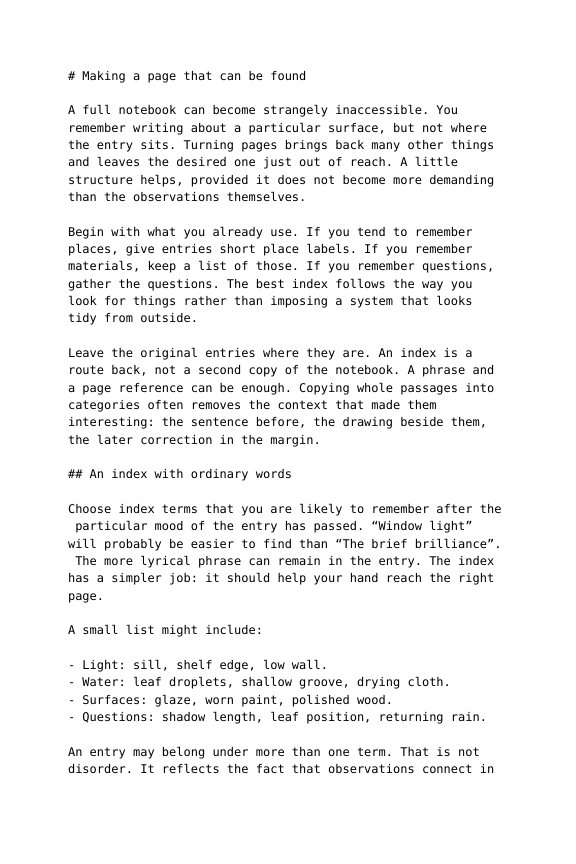 # Making a page that can be found
A full notebook can become strangely inaccessible. You
remember writing about a particular surface, but not where
the entry sits. Turning pages brings back many other things
and leaves the desired one just out of reach. A little
structure helps, provided it does not become more demanding
than the observations themselves.
Begin with what you already use. If you tend to remember
places, give entries short place labels. If you remember
materials, keep a list of those. If you remember questions,
gather the questions. The best index follows the way you
look for things rather than imposing a system that looks
tidy from outside.
Leave the original entries where they are. An index is a
route back, not a second copy of the notebook. A phrase and
a page reference can be enough. Copying whole passages into
categories often removes the context that made them
interesting: the sentence before, the drawing beside them,
the later correction in the margin.
## An index with ordinary words
Choose index terms that you are likely to remember after the
particular mood of the entry has passed. “Window light”
will probably be easier to find than “The brief brilliance”.
The more lyrical phrase can remain in the entry. The index
has a simpler job: it should help your hand reach the right
page.
A small list might include:
- Light: sill, shelf edge, low wall.
- Water: leaf droplets, shallow groove, drying cloth.
- Surfaces: glaze, worn paint, polished wood.
- Questions: shadow length, leaf position, returning rain.
An entry may belong under more than one term. That is not
disorder. It reflects the fact that observations connect in